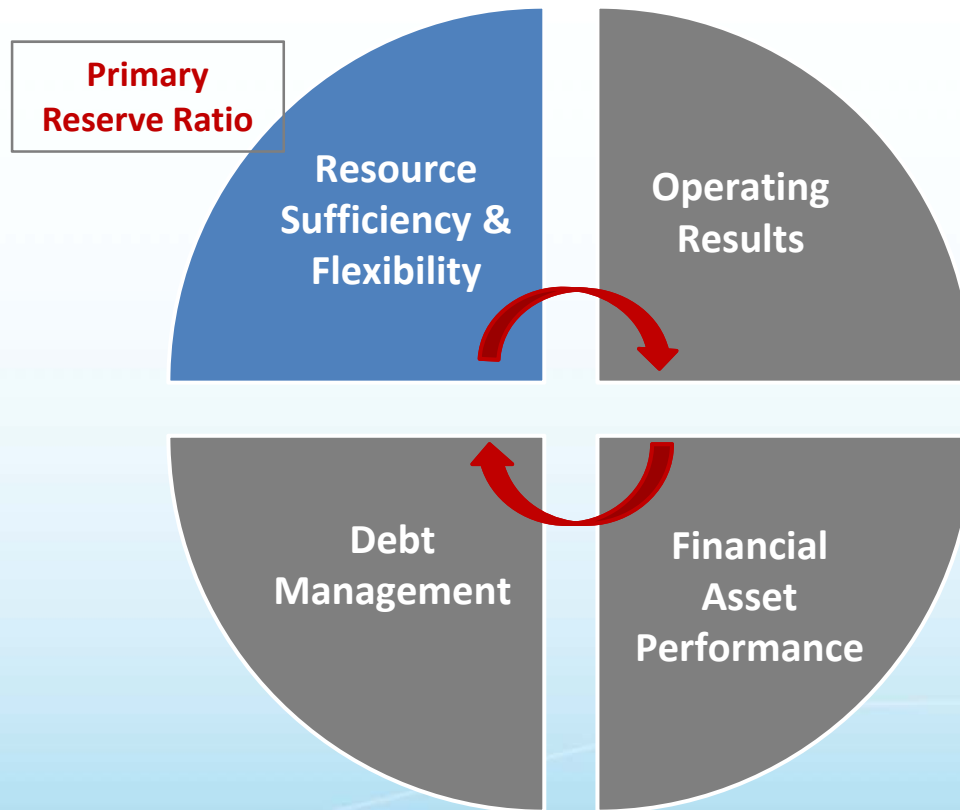 Primary
Reserve Ratio
Resource
Sufficiency &
Flexibility
Operating
Results
Debt
Management
Financial
Asset
Performance